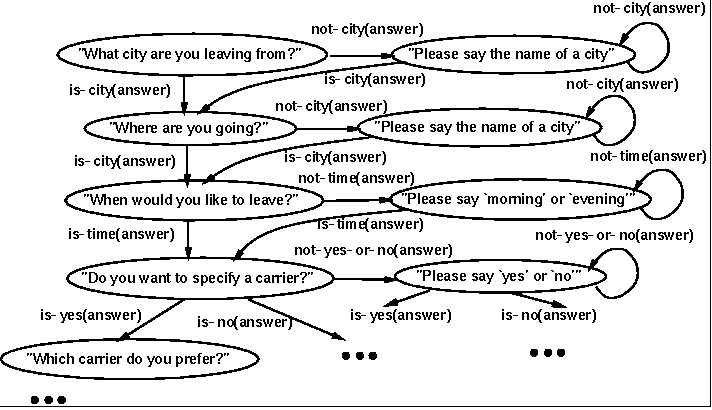 not-city(answer)
not-city(answer)
"What city are you leaving from?"
"Please say the name of a city"
is-city(answer)
is-city(answer)
not-city(answer)
not-city(answer)
"Where are you going?"
"Please say the name of a city"
is-city(answer)
is-city(answer)
not-time(answer)
not-time(answer)
"When would you like to leave?"
"Please say `morning' or `evening'"
is-time(answer)
is-time(answer)
not-yes-or-no(answer)
not-yes-or-no(answer)
"Do you want to specify a carrier?"
"Please say `yes' or `no'"
is-yes(answer)
is-no(answer)
is-yes(answer)
is-no(answer)
"Which carrier do you prefer?"